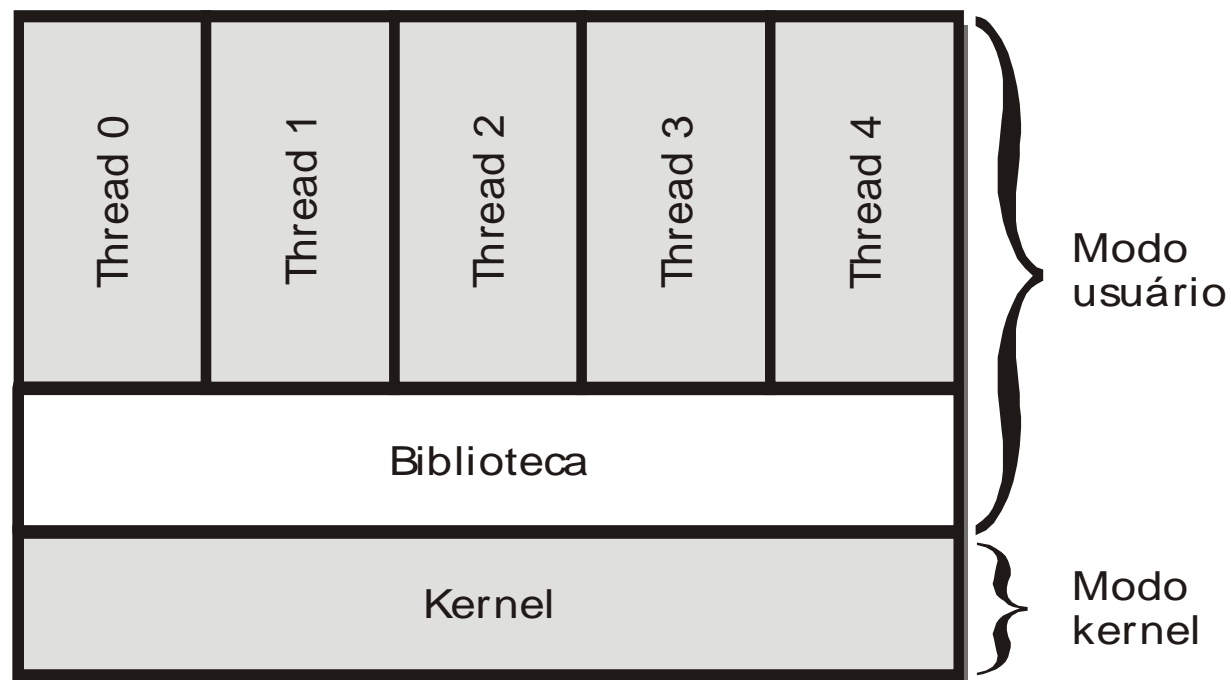 Thread 0
Thread 1
Thread 2
Thread 3
Thread 4
Modo
usuário
Biblioteca
Kernel
Modo
kernel